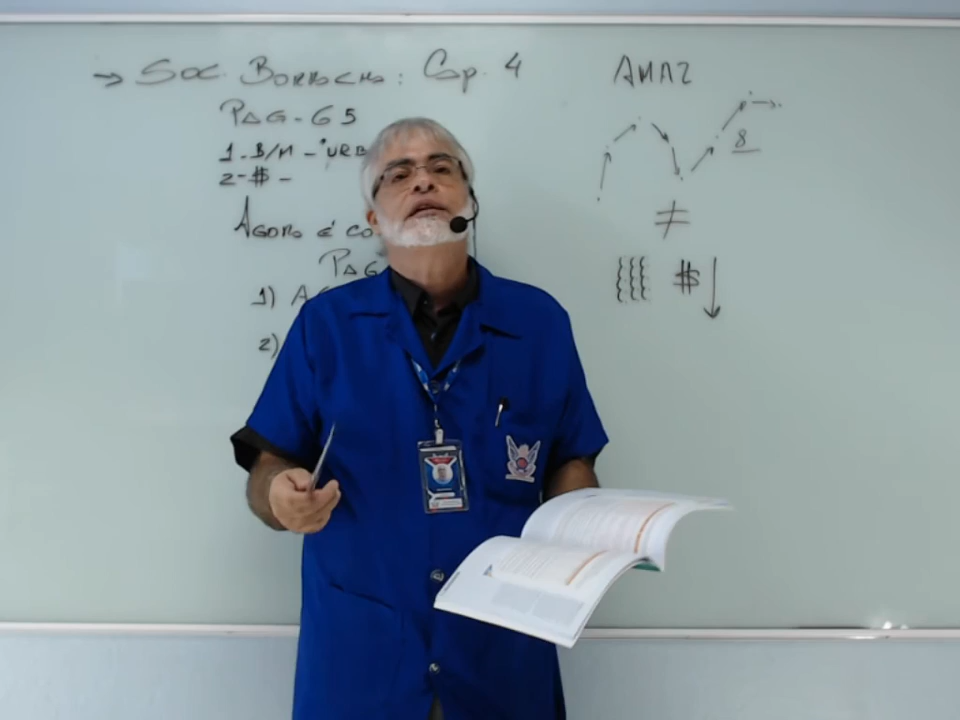 → Soc. Borracha: Cap. 4
PAG - 65
1 - B/M - "URB
2 - $ -
Agora é co
PAG
1) A
2)
AMAZ
8
≠
$ ↓